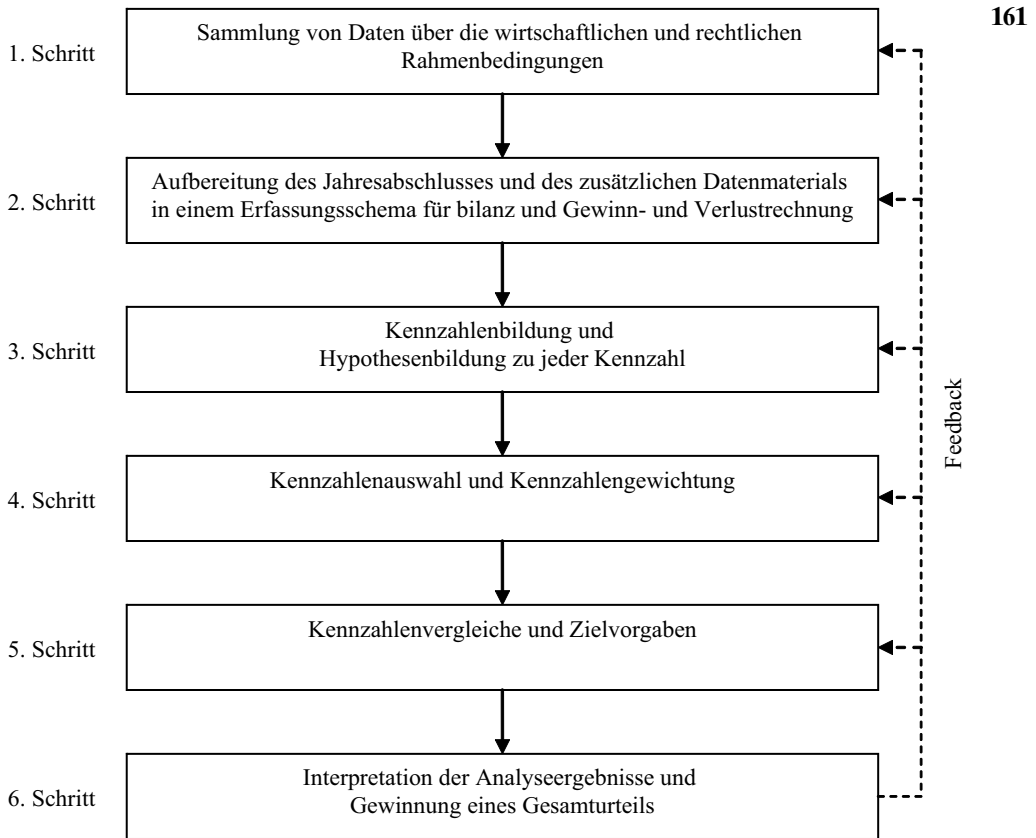 161
1. Schritt
Sammlung von Daten über die wirtschaftlichen und rechtlichen
Rahmenbedingungen
2. Schritt
Aufbereitung des Jahresabschlusses und des zusätzlichen Datenmaterials
in einem Erfassungsschema für bilanz und Gewinn- und Verlustrechnung
3. Schritt
Kennzahlenbildung und
Hypothesenbildung zu jeder Kennzahl
4. Schritt
Kennzahlenauswahl und Kennzahlengewichtung
5. Schritt
Kennzahlenvergleiche und Zielvorgaben
6. Schritt
Interpretation der Analyseergebnisse und
Gewinnung eines Gesamturteils
Feedback